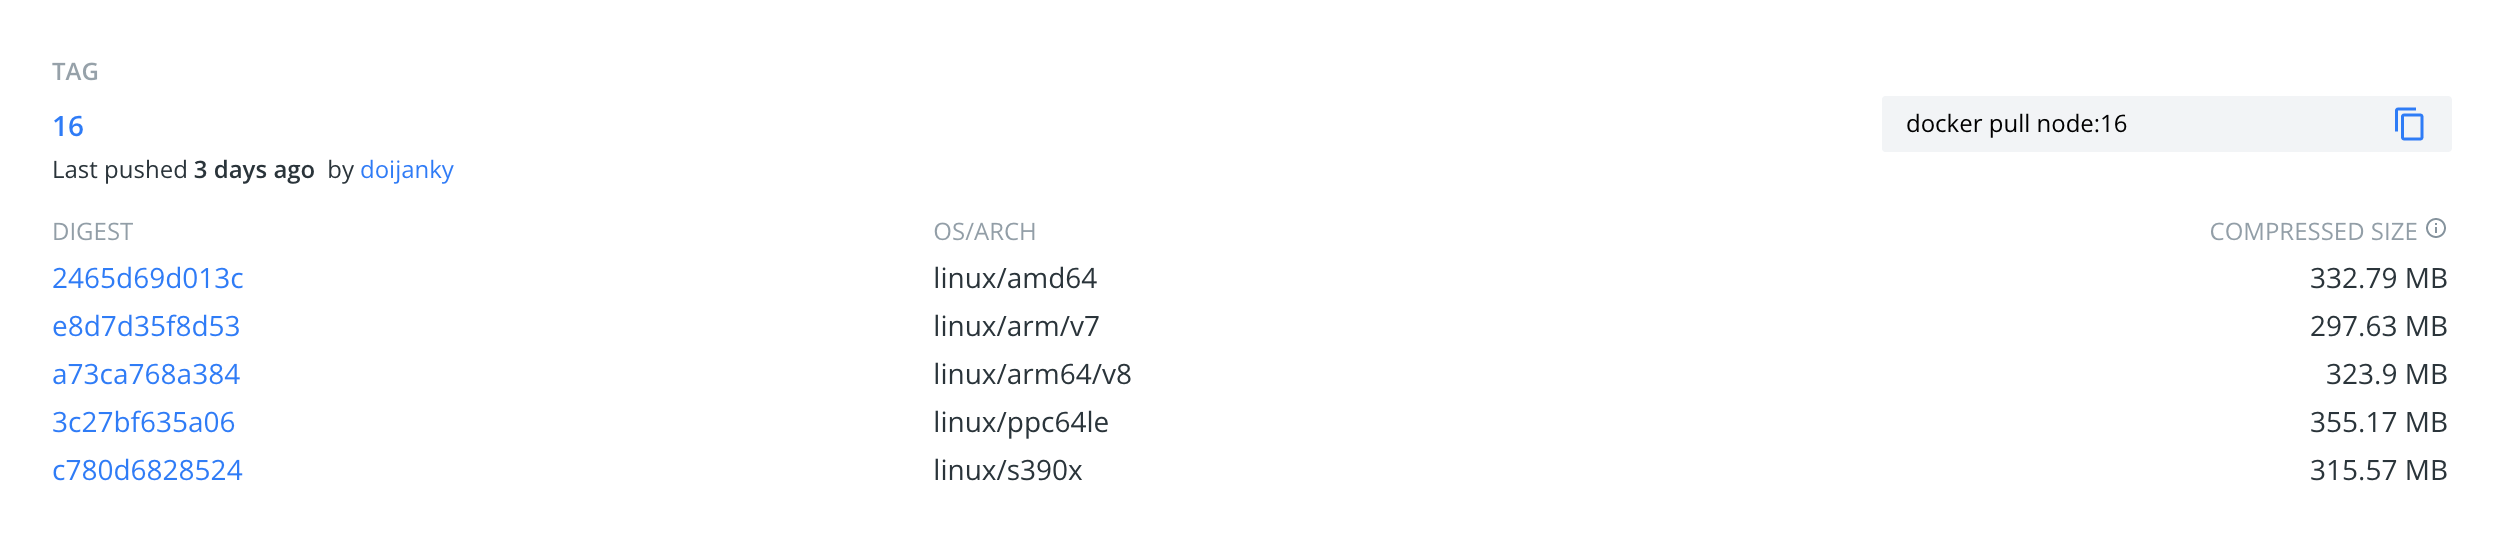 TAG
16
docker pull node:16
Last pushed 3 days ago by doijanky
DIGEST OS/ARCH COMPRESSED SIZE
2465d69d013c linux/amd64 332.79 MB
e8d7d35f8d53 linux/arm/v7 297.63 MB
a73ca768a384 linux/arm64/v8 323.9 MB
3c27bf635a06 linux/ppc64le 355.17 MB
c780d6828524 linux/s390x 315.57 MB